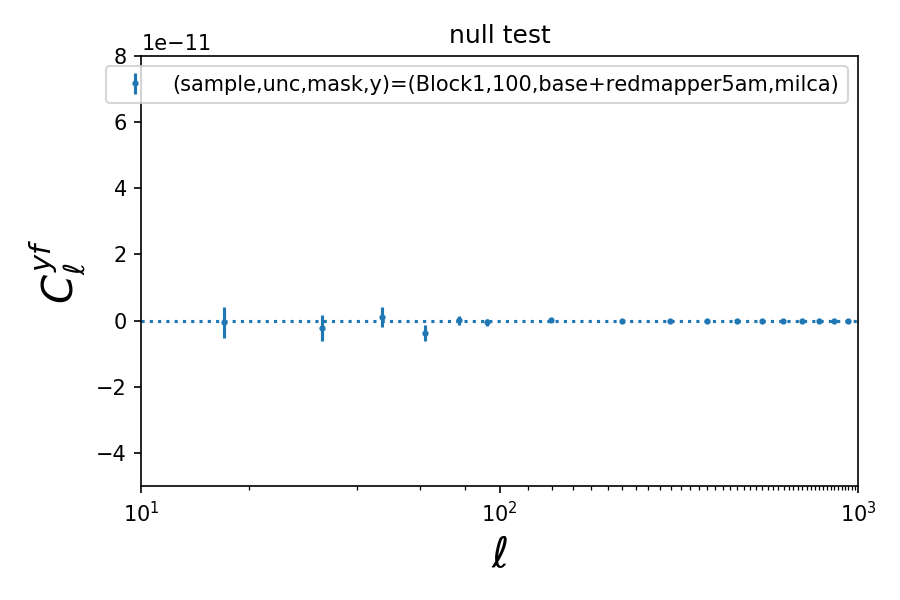 null test
1e−11
(sample,unc,mask,y)=(Block1,100,base+redmapper5am,milca)
8
6
4
2
0
−2
−4
C_ℓ^{yf}
10^1 10^2 10^3
ℓ